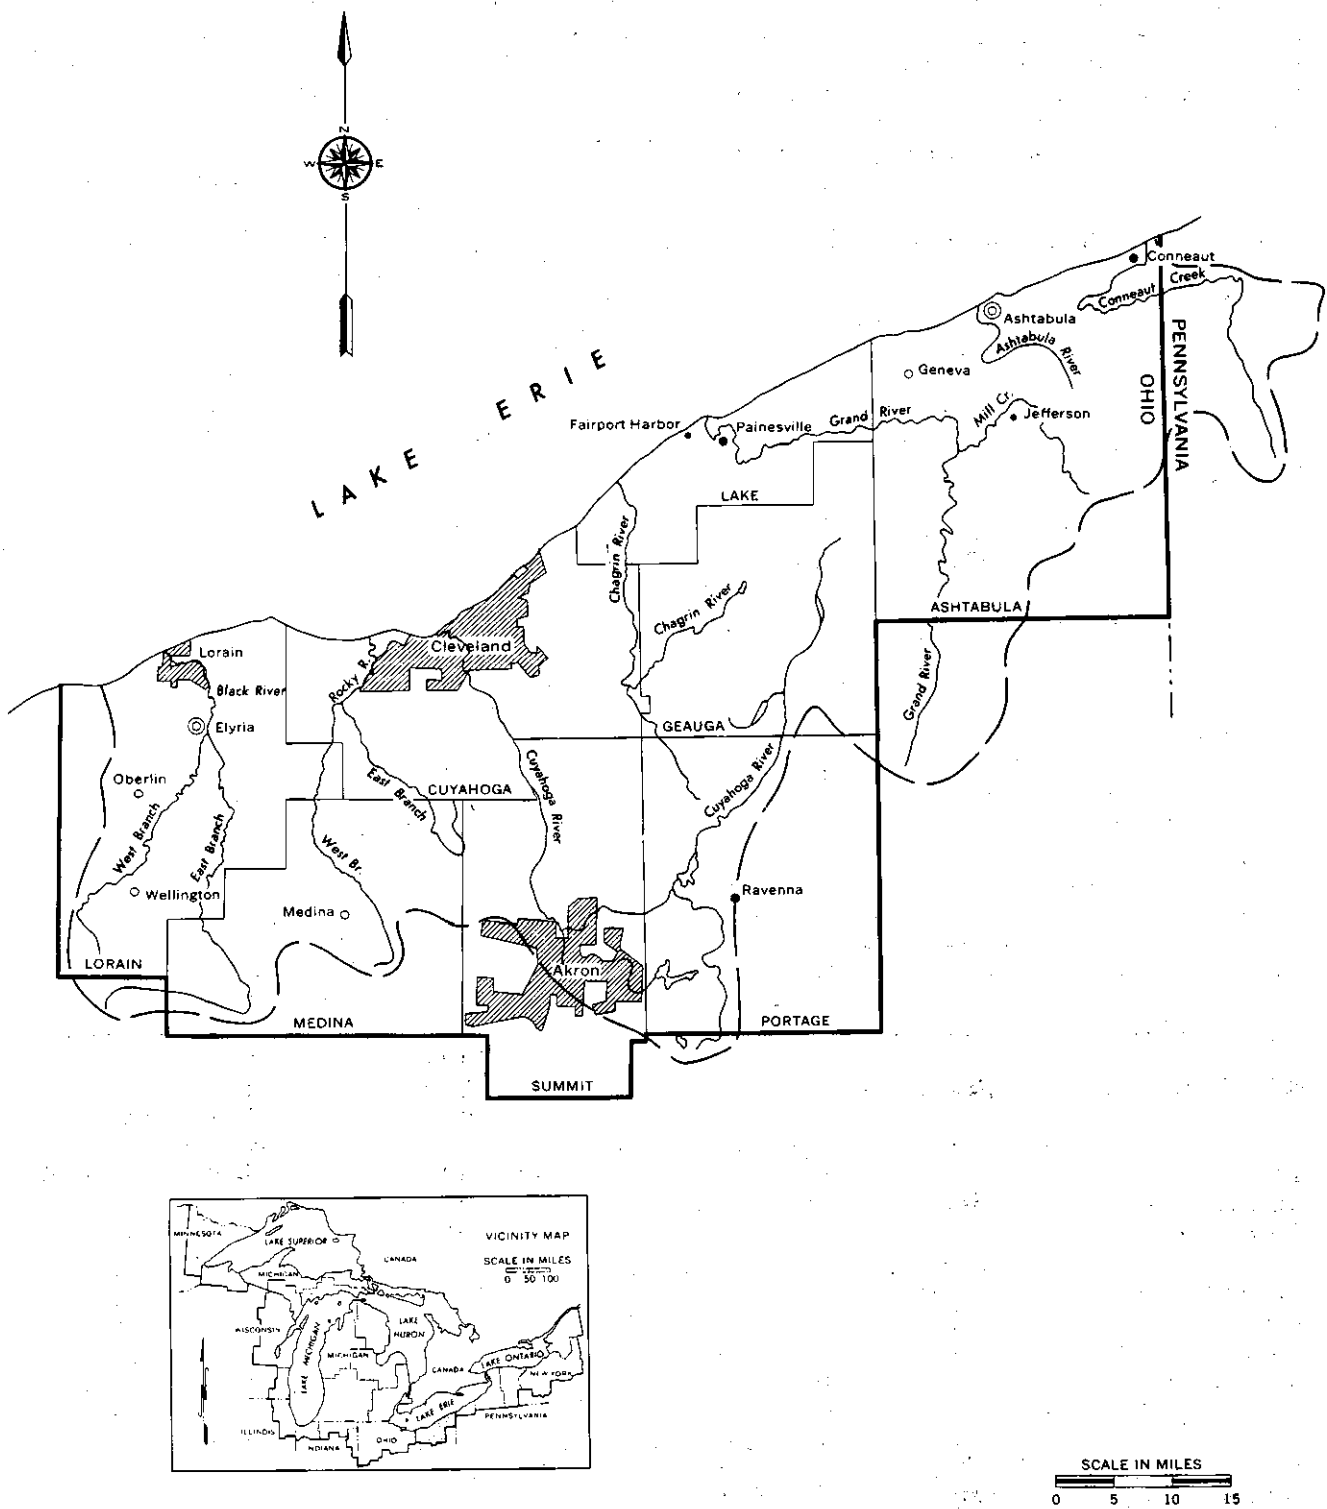 N
W E
S
LAKE ERIE
Conneaut
Conneaut Creek
Ashtabula
Ashtabula River
PENNSYLVANIA
OHIO
Geneva
Mill Cr.
Jefferson
Fairport Harbor
Painesville
Grand River
LAKE
Chagrin River
Chagrin River
ASHTABULA
Cleveland
Lorain
Rocky R.
Black River
Grand River
Elyria
GEAUGA
Oberlin
East Branch
CUYAHOGA
Cuyahoga River
Cuyahoga River
West Branch
East Branch
West Br.
Wellington
Medina
Ravenna
LORAIN
Akron
MEDINA
PORTAGE
SUMMIT
VICINITY MAP
SCALE IN MILES
0 50 100
MINNESOTA
LAKE SUPERIOR
CANADA
MICHIGAN
WISCONSIN
LAKE MICHIGAN
MICHIGAN
LAKE HURON
CANADA
LAKE ONTARIO
NEW YORK
LAKE ERIE
PENNSYLVANIA
ILLINOIS
INDIANA
OHIO
SCALE IN MILES
0 5 10 15